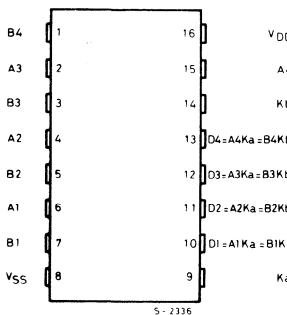 B4 1 16 VDD
A3 2 15 A4
B3 3 14 Kb
A2 4 13 D4=A4Ka=B4Kb
B2 5 12 D3=A3Ka=B3Kb
A1 6 11 D2=A2Ka=B2Kb
B1 7 10 D1=A1Ka=B1K
VSS 8 9 Ka
S-2336